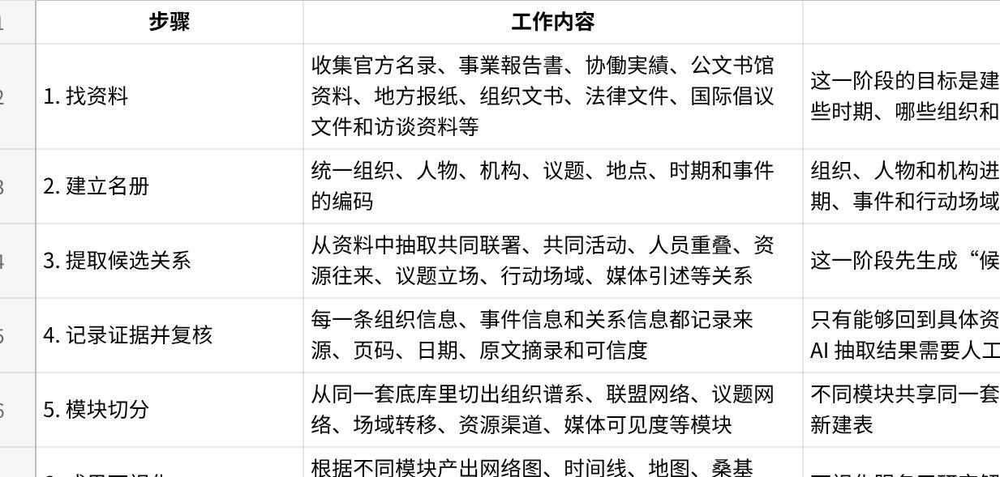 步骤
工作内容
1
2
1. 找资料
收集官方名录、事業報告書、协働実績、公文书馆
资料、地方报纸、组织文书、法律文件、国际倡议
文件和访谈资料等
这一阶段的目标是建
些时期、哪些组织和
3
2. 建立名册
统一组织、人物、机构、议题、地点、时期和事件
的编码
组织、人物和机构进
期、事件和行动场域
4
3. 提取候选关系
从资料中抽取共同联署、共同活动、人员重叠、资
源往来、议题立场、行动场域、媒体引述等关系
这一阶段先生成“候
5
4. 记录证据并复核
每一条组织信息、事件信息和关系信息都记录来
源、页码、日期、原文摘录和可信度
只有能够回到具体资
AI 抽取结果需要人工
6
5. 模块切分
从同一套底库里切出组织谱系、联盟网络、议题网
络、场域转移、资源渠道、媒体可见度等模块
不同模块共享同一套
新建表
根据不同模块产出网络图、时间线、地图、桑基